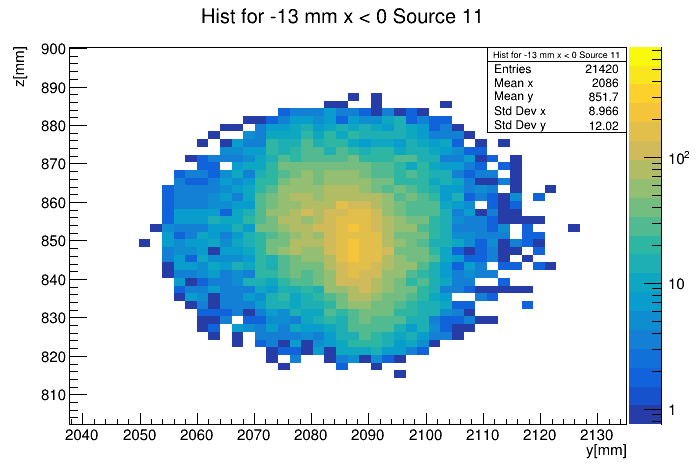 Hist for -13 mm x < 0 Source 11
z[mm]
Hist for -13 mm x < 0 Source 11
Entries 21420
Mean x 2086
Mean y 851.7
Std Dev x 8.966
Std Dev y 12.02
900
890
880
870
860
850
840
830
820
810
2040 2050 2060 2070 2080 2090 2100 2110 2120 2130
y[mm]
10²
10
1